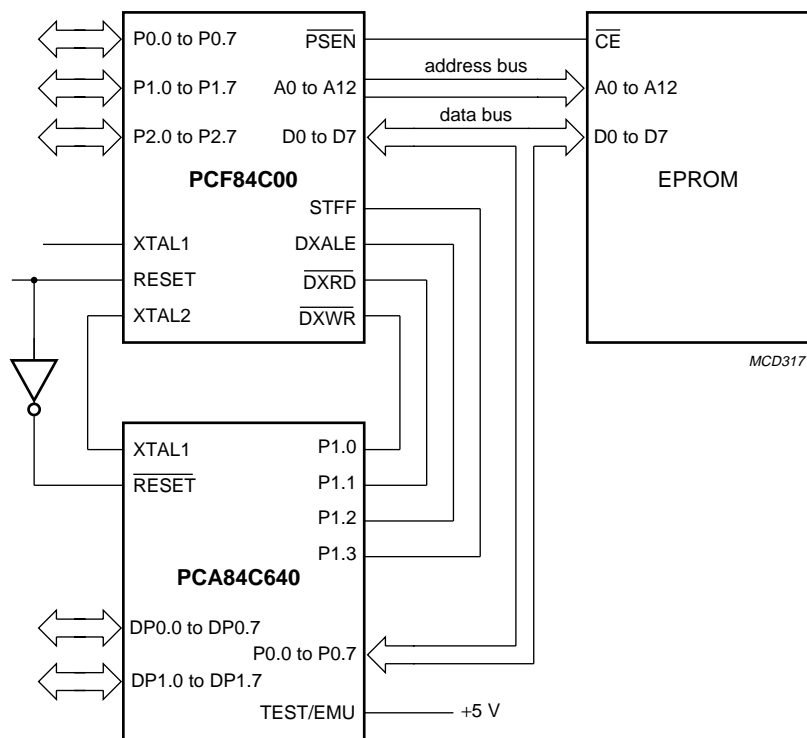 P0.0 to P0.7
P1.0 to P1.7
P2.0 to P2.7
PSEN
A0 to A12
D0 to D7
PCF84C00
STFF
DXALE
DXRD
DXWR
XTAL1
RESET
XTAL2
address bus
data bus
CE
A0 to A12
D0 to D7
EPROM
MCD317
XTAL1
RESET
P1.0
P1.1
P1.2
P1.3
PCA84C640
DP0.0 to DP0.7
DP1.0 to DP1.7
P0.0 to P0.7
TEST/EMU
+5 V